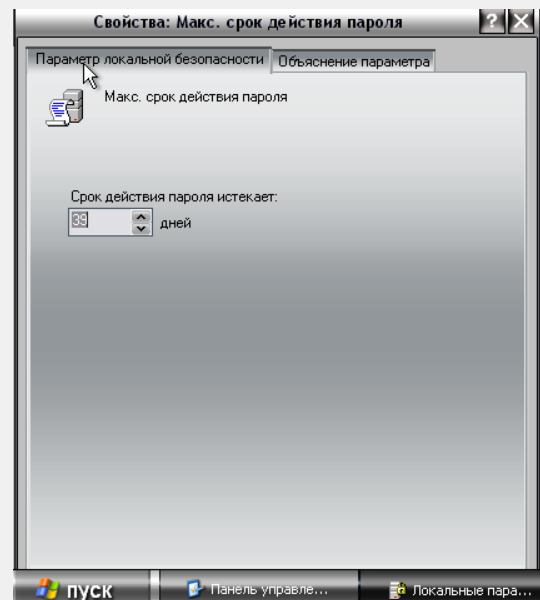 Свойства: Макс. срок действия пароля
Параметр локальной безопасности
Объяснение параметра
Макс. срок действия пароля
Срок действия пароля истекает:
39 дней
пуск
Панель управле...
Локальные пара...